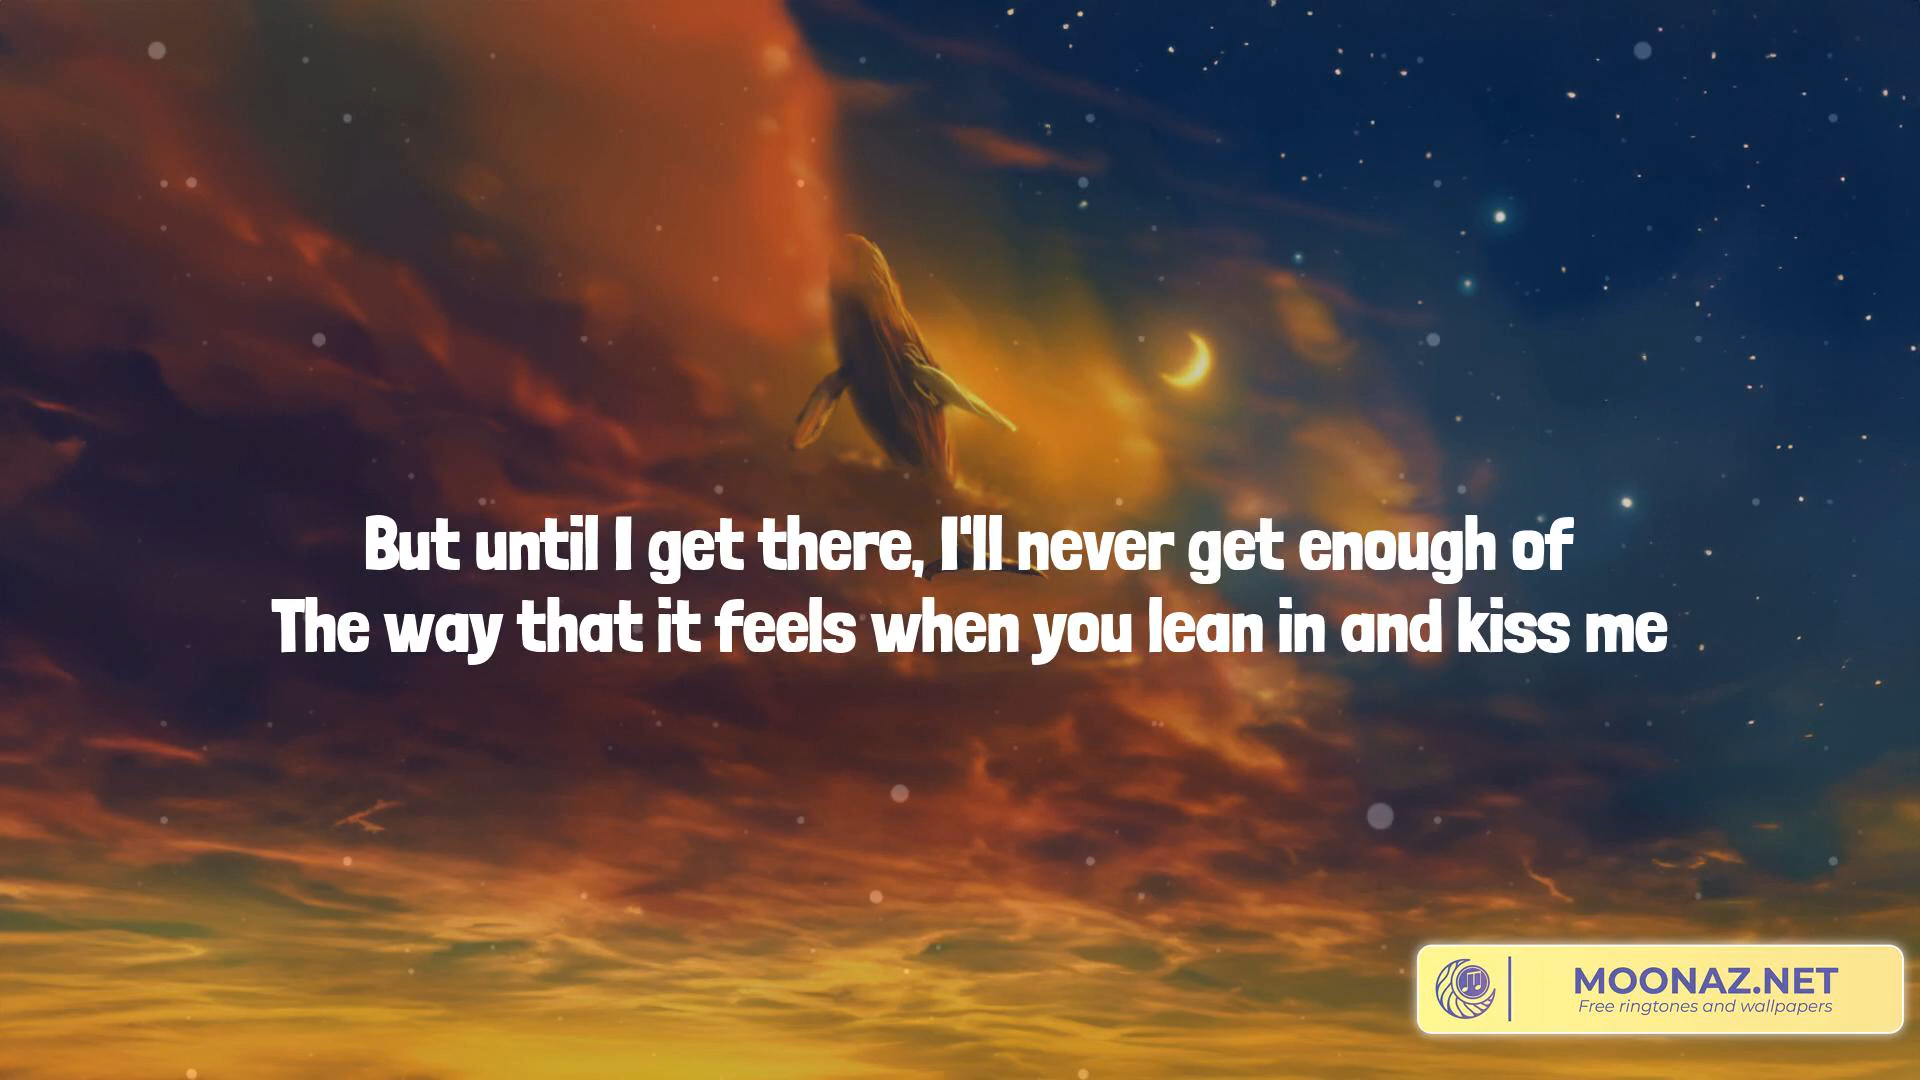 But until I get there, I'll never get enough of
The way that it feels when you lean in and kiss me
MOONAZ.NET
Free ringtones and wallpapers